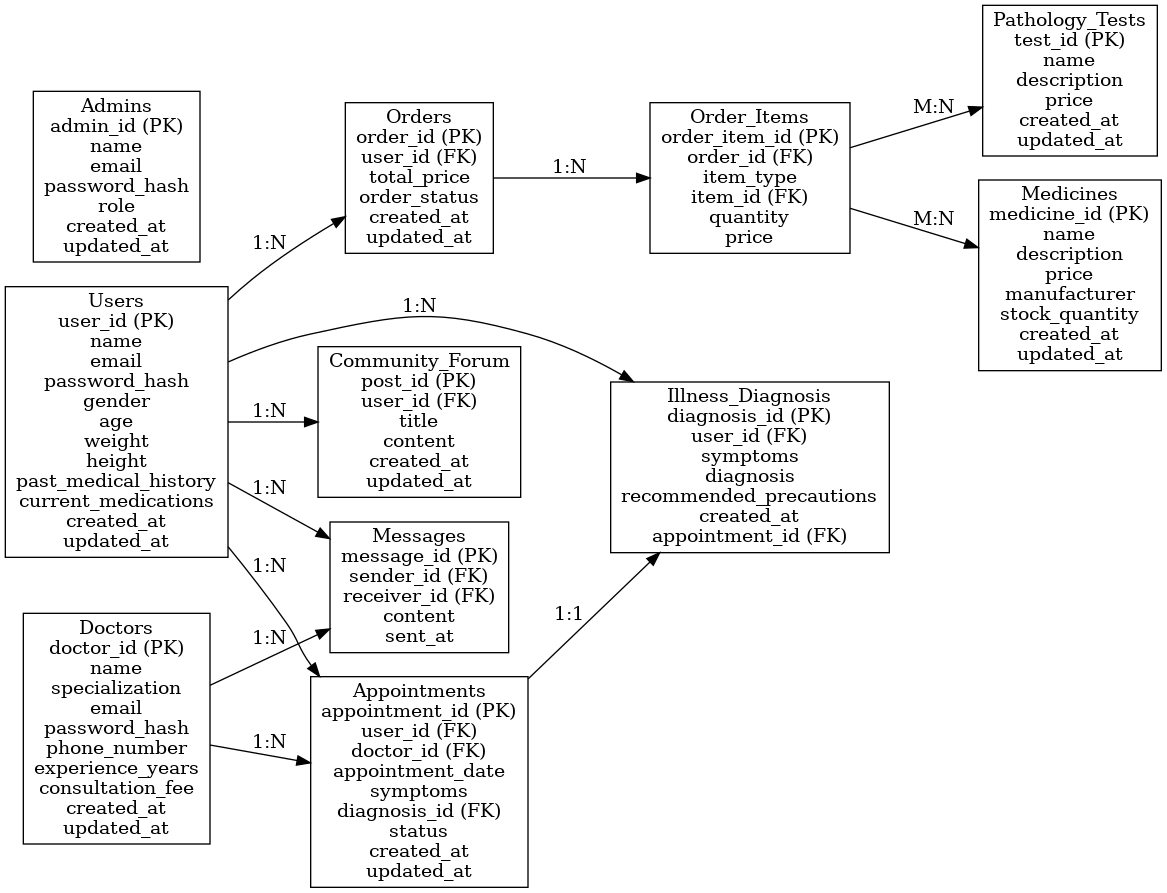 Admins
admin_id (PK)
name
email
password_hash
role
created_at
updated_at
Users
user_id (PK)
name
email
password_hash
gender
age
weight
height
past_medical_history
current_medications
created_at
updated_at
Doctors
doctor_id (PK)
name
specialization
email
password_hash
phone_number
experience_years
consultation_fee
created_at
updated_at
1:N
1:N
1:N
1:N
1:N
1:N
1:N
Orders
order_id (PK)
user_id (FK)
total_price
order_status
created_at
updated_at
Community_Forum
post_id (PK)
user_id (FK)
title
content
created_at
updated_at
Messages
message_id (PK)
sender_id (FK)
receiver_id (FK)
content
sent_at
Appointments
appointment_id (PK)
user_id (FK)
doctor_id (FK)
appointment_date
symptoms
diagnosis_id (FK)
status
created_at
updated_at
1:N
1:1
Order_Items
order_item_id (PK)
order_id (FK)
item_type
item_id (FK)
quantity
price
Illness_Diagnosis
diagnosis_id (PK)
user_id (FK)
symptoms
diagnosis
recommended_precautions
created_at
appointment_id (FK)
M:N
M:N
Pathology_Tests
test_id (PK)
name
description
price
created_at
updated_at
Medicines
medicine_id (PK)
name
description
price
manufacturer
stock_quantity
created_at
updated_at